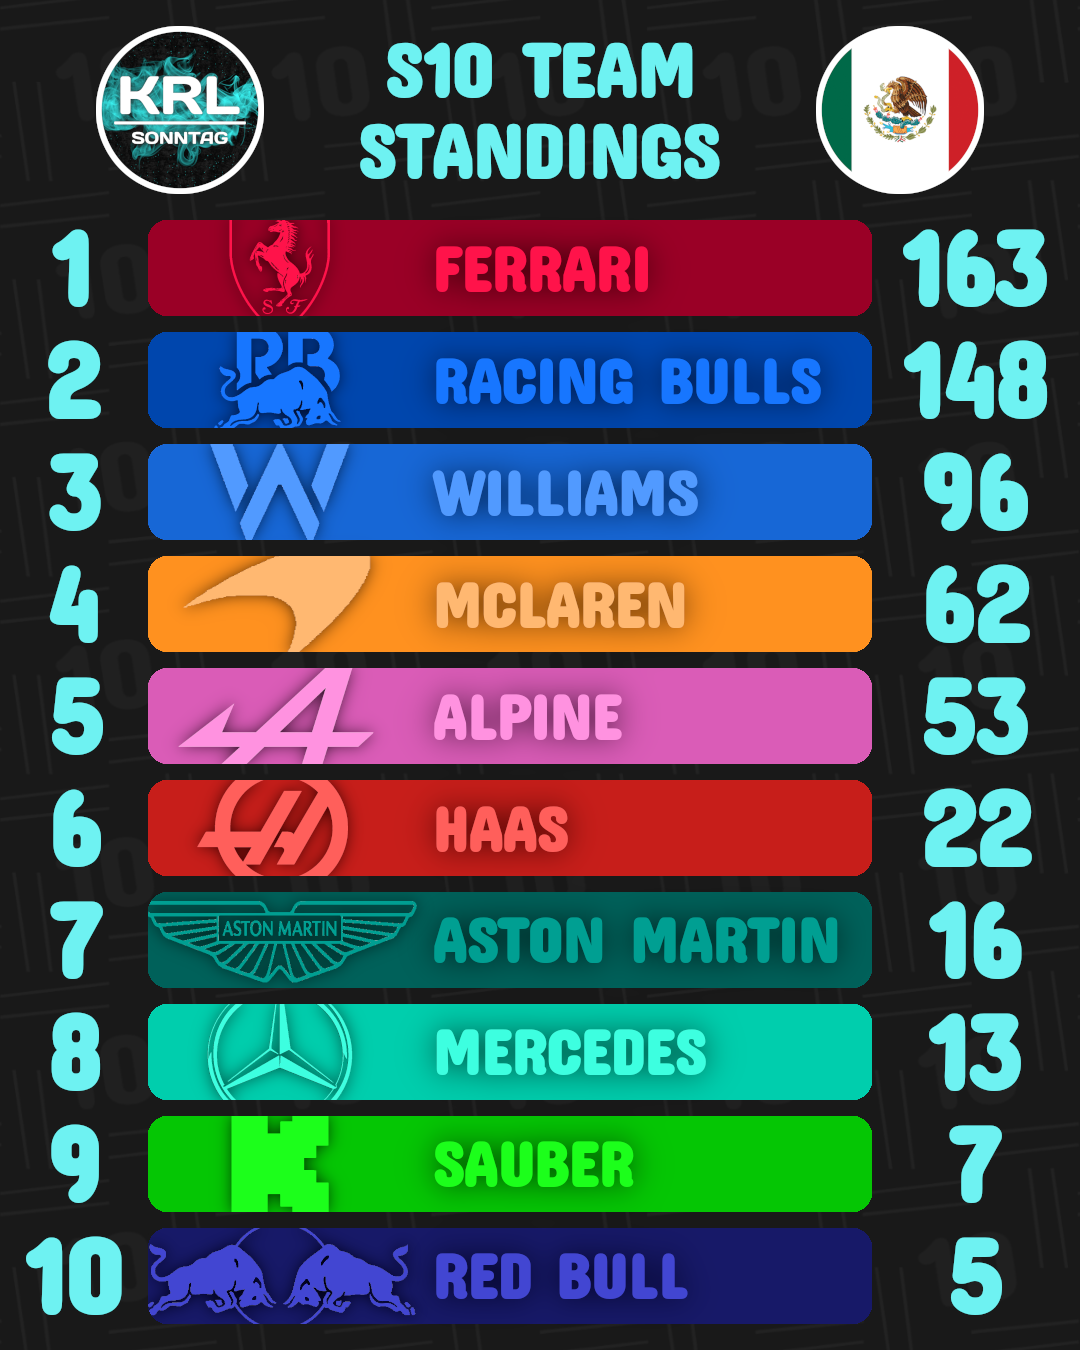 KRL
SONNTAG
S10 TEAM
STANDINGS
1 FERRARI 163
S F
2 RB RACING BULLS 148
3 W WILLIAMS 96
4 MCLAREN 62
5 A ALPINE 53
6 H HAAS 22
7 ASTON MARTIN ASTON MARTIN 16
8 MERCEDES 13
9 K SAUBER 7
10 RED BULL 5